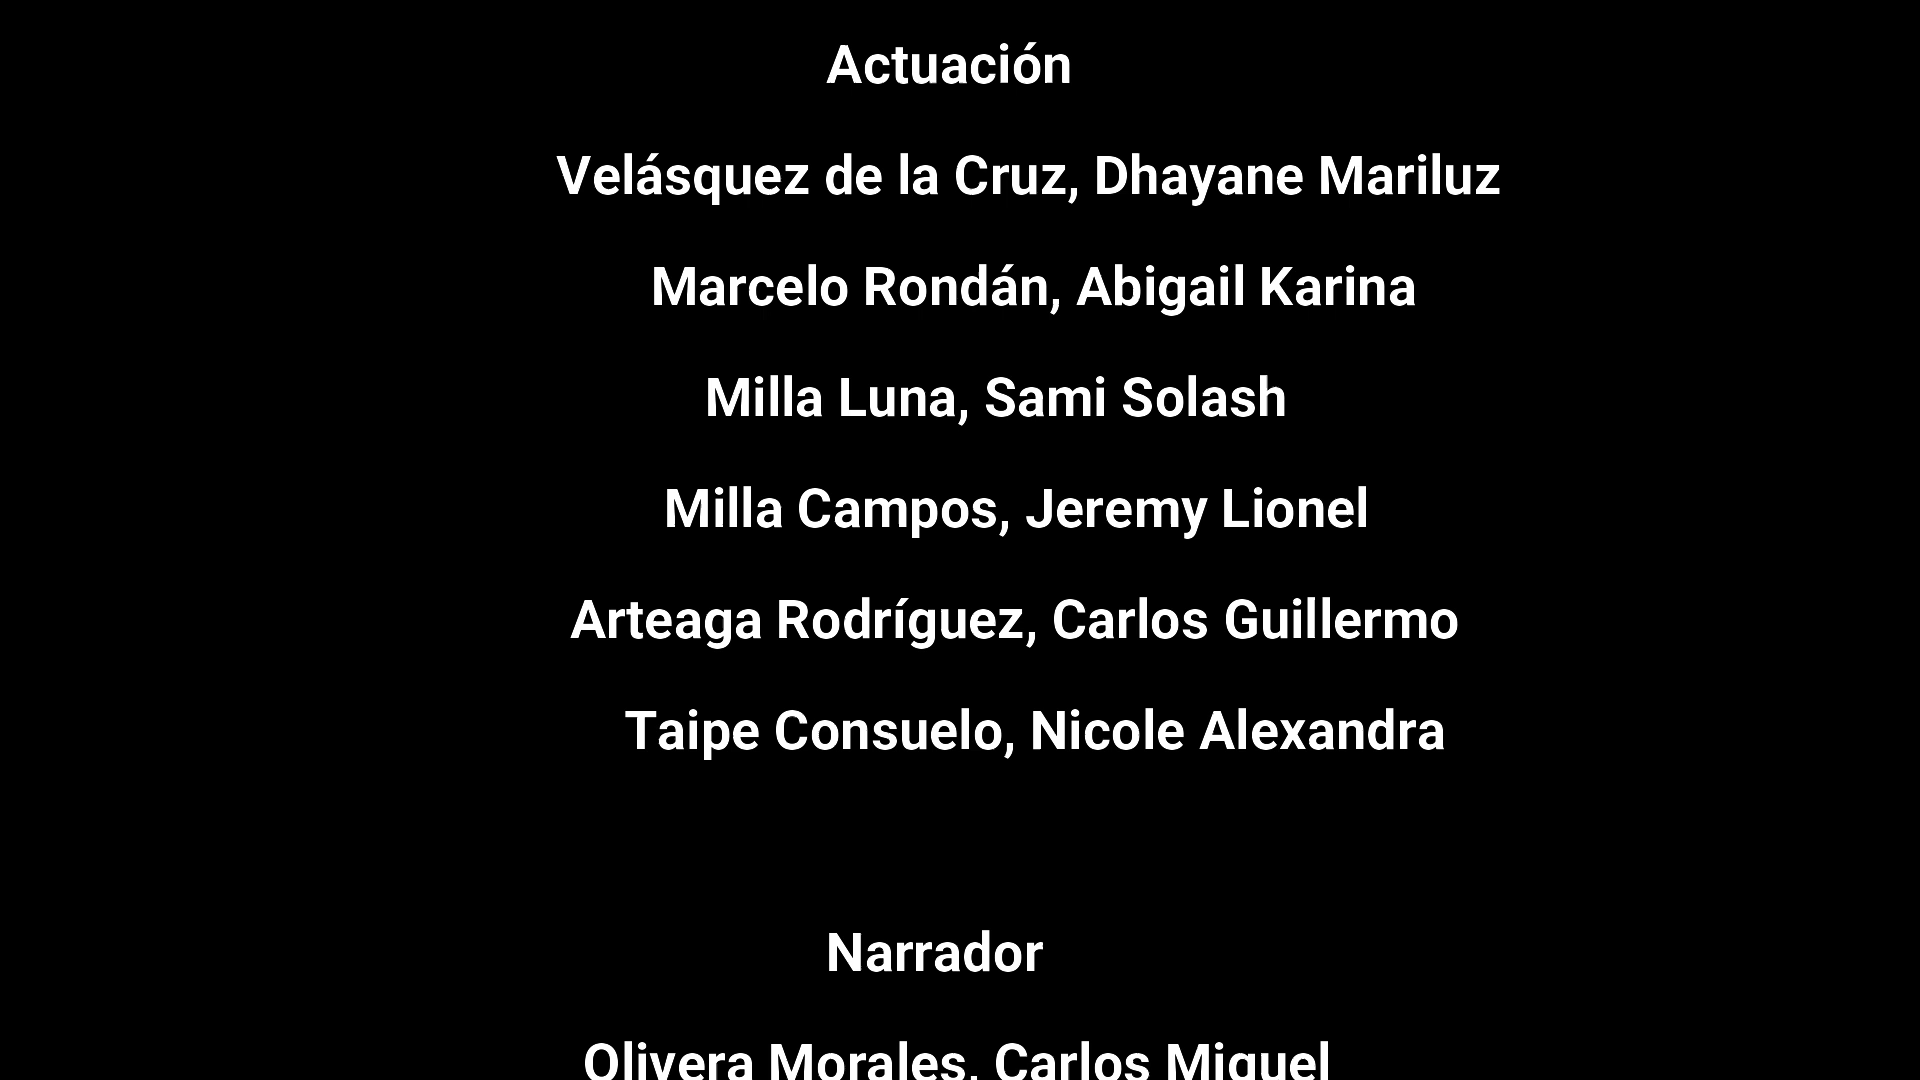 Actuación
Velásquez de la Cruz, Dhayane Mariluz
Marcelo Rondán, Abigail Karina
Milla Luna, Sami Solash
Milla Campos, Jeremy Lionel
Arteaga Rodríguez, Carlos Guillermo
Taipe Consuelo, Nicole Alexandra
Narrador
Olivera Morales, Carlos Miguel